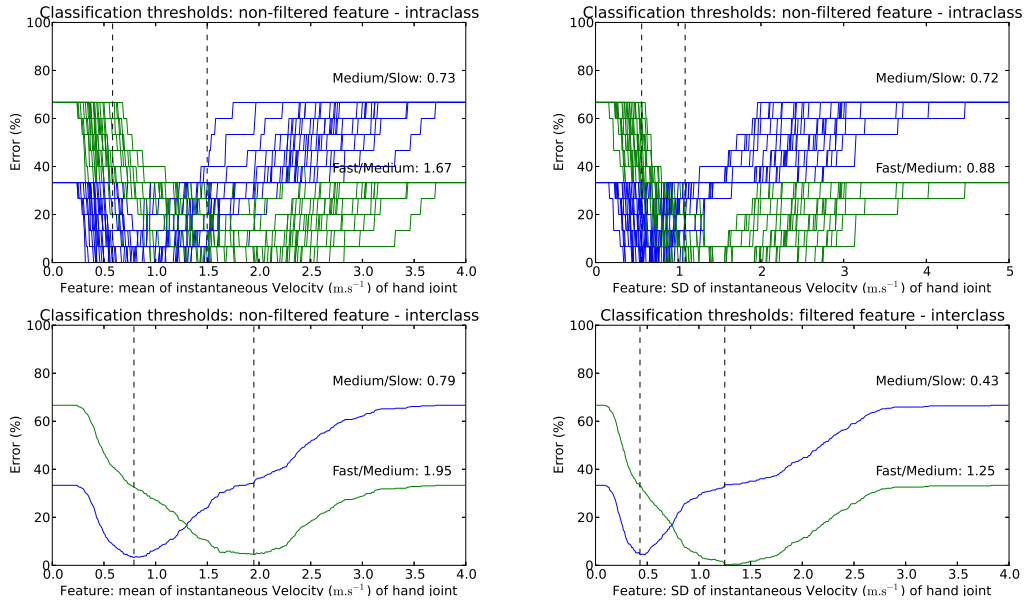 Classification thresholds: non-filtered feature - intraclass
100
80
60
40
20
0
Error (%)
Medium/Slow: 0.73
Fast/Medium: 1.67
0.0 0.5 1.0 1.5 2.0 2.5 3.0 3.5 4.0
Feature: mean of instantaneous Velocity (m.s⁻¹) of hand joint
Classification thresholds: non-filtered feature - intraclass
100
80
60
40
20
0
Error (%)
Medium/Slow: 0.72
Fast/Medium: 0.88
0 1 2 3 4 5
Feature: SD of instantaneous Velocity (m.s⁻¹) of hand joint
Classification thresholds: non-filtered feature - interclass
100
80
60
40
20
0
Error (%)
Medium/Slow: 0.79
Fast/Medium: 1.95
0.0 0.5 1.0 1.5 2.0 2.5 3.0 3.5 4.0
Feature: mean of instantaneous Velocity (m.s⁻¹) of hand joint
Classification thresholds: filtered feature - interclass
100
80
60
40
20
0
Error (%)
Medium/Slow: 0.43
Fast/Medium: 1.25
0.0 0.5 1.0 1.5 2.0 2.5 3.0 3.5 4.0
Feature: SD of instantaneous Velocity (m.s⁻¹) of hand joint